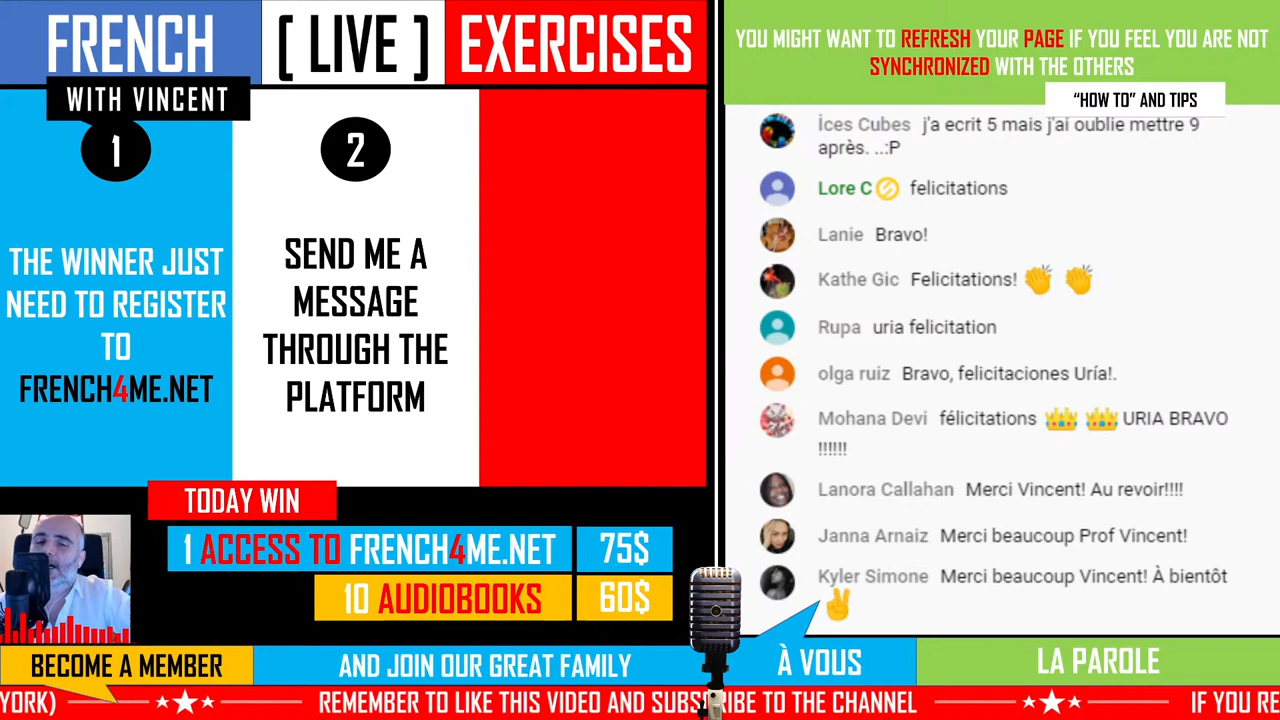 FRENCH [ LIVE ] EXERCISES
WITH VINCENT
1
THE WINNER JUST
NEED TO REGISTER
TO
FRENCH4ME.NET
2
SEND ME A
MESSAGE
THROUGH THE
PLATFORM
TODAY WIN
1 ACCESS TO FRENCH4ME.NET 75$
10 AUDIOBOOKS 60$
YOU MIGHT WANT TO REFRESH YOUR PAGE IF YOU FEEL YOU ARE NOT
SYNCHRONIZED WITH THE OTHERS
“HOW TO” AND TIPS
İces Cubes j'a ecrit 5 mais j'ai oublie mettre 9
après. ..:P
Lore C felicitations
Lanie Bravo!
Kathe Gic Felicitations! 👏 👏
Rupa uria felicitation
olga ruiz Bravo, felicitaciones Uría!.
Mohana Devi félicitations 👑 👑 URIA BRAVO
!!!!!!
Lanora Callahan Merci Vincent! Au revoir!!!!
Janna Arnaiz Merci beaucoup Prof Vincent!
Kyler Simone Merci beaucoup Vincent! À bientôt
✌
BECOME A MEMBER AND JOIN OUR GREAT FAMILY À VOUS LA PAROLE
YORK) REMEMBER TO LIKE THIS VIDEO AND SUBSCRIBE TO THE CHANNEL IF YOU RE